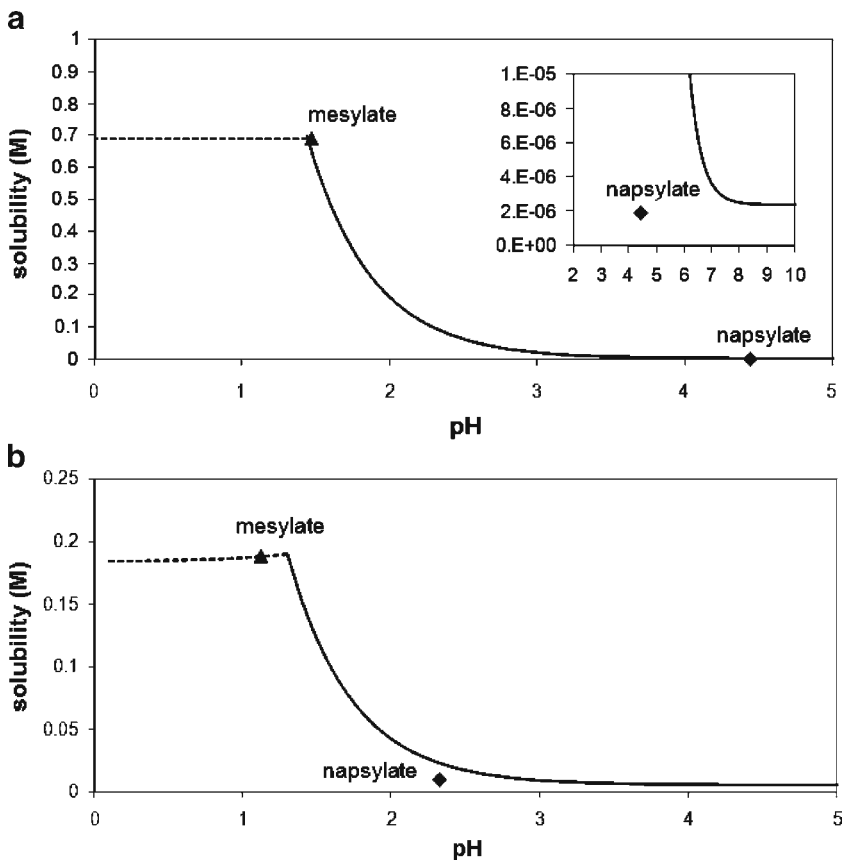 a
solubility (M)
1
0.9
0.8
0.7
0.6
0.5
0.4
0.3
0.2
0.1
0
mesylate
1.E-05
8.E-06
6.E-06
4.E-06
2.E-06
0.E+00
napsylate
2 3 4 5 6 7 8 9 10
napsylate
0 1 2 3 4 5
pH
b
solubility (M)
0.25
0.2
0.15
0.1
0.05
0
mesylate
napsylate
0 1 2 3 4 5
pH